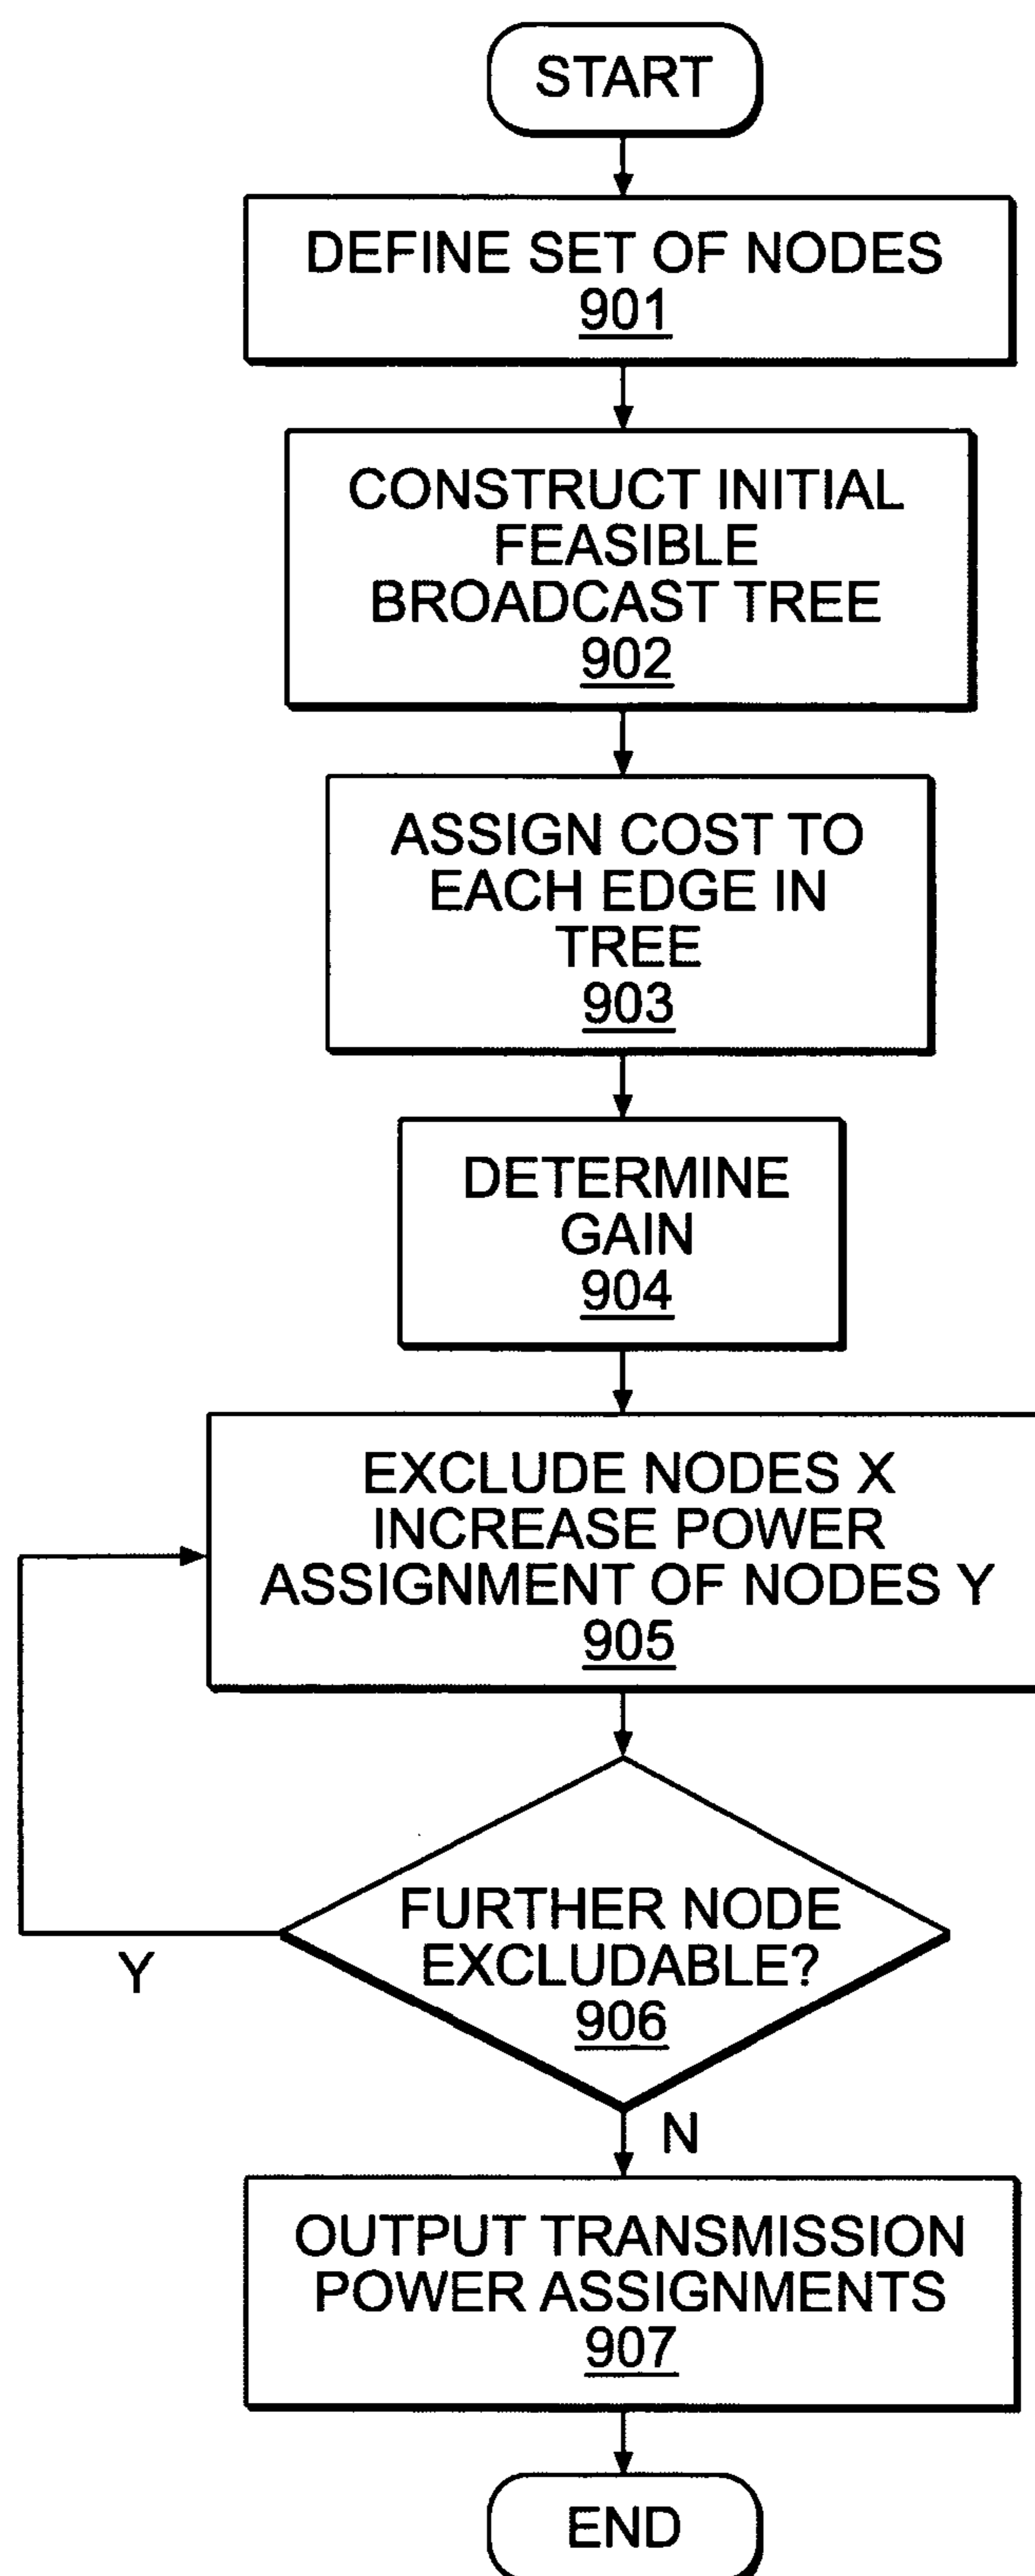 START
DEFINE SET OF NODES
901
CONSTRUCT INITIAL
FEASIBLE
BROADCAST TREE
902
ASSIGN COST TO
EACH EDGE IN
TREE
903
DETERMINE
GAIN
904
EXCLUDE NODES X
INCREASE POWER
ASSIGNMENT OF NODES Y
905
FURTHER NODE
EXCLUDABLE?
906
Y
N
OUTPUT TRANSMISSION
POWER ASSIGNMENTS
907
END